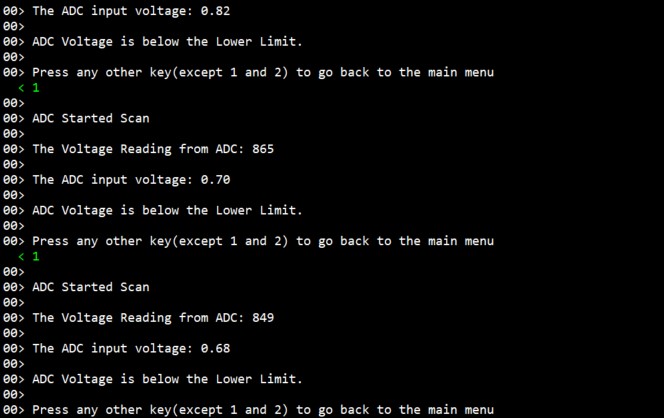 00> The ADC input voltage: 0.82
00>
00> ADC Voltage is below the Lower Limit.
00>
00> Press any other key(except 1 and 2) to go back to the main menu
< 1
00>
00> ADC Started Scan
00>
00> The Voltage Reading from ADC: 865
00>
00> The ADC input voltage: 0.70
00>
00> ADC Voltage is below the Lower Limit.
00>
00> Press any other key(except 1 and 2) to go back to the main menu
< 1
00>
00> ADC Started Scan
00>
00> The Voltage Reading from ADC: 849
00>
00> The ADC input voltage: 0.68
00>
00> ADC Voltage is below the Lower Limit.
00>
00> Press any other key(except 1 and 2) to go back to the main menu